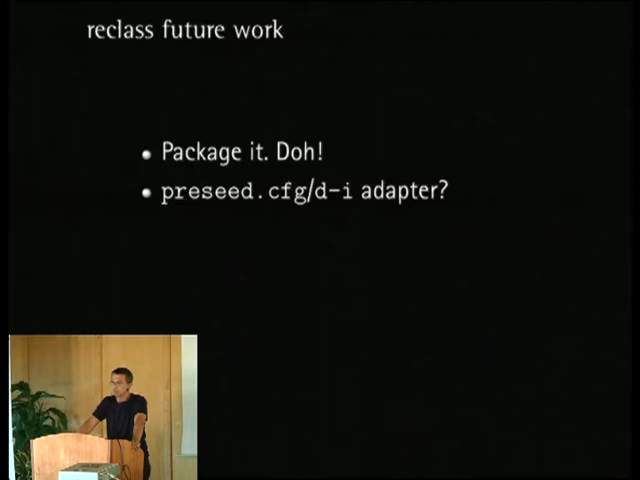 reclass future work
Package it. Doh!
preseed.cfg/d-i adapter?